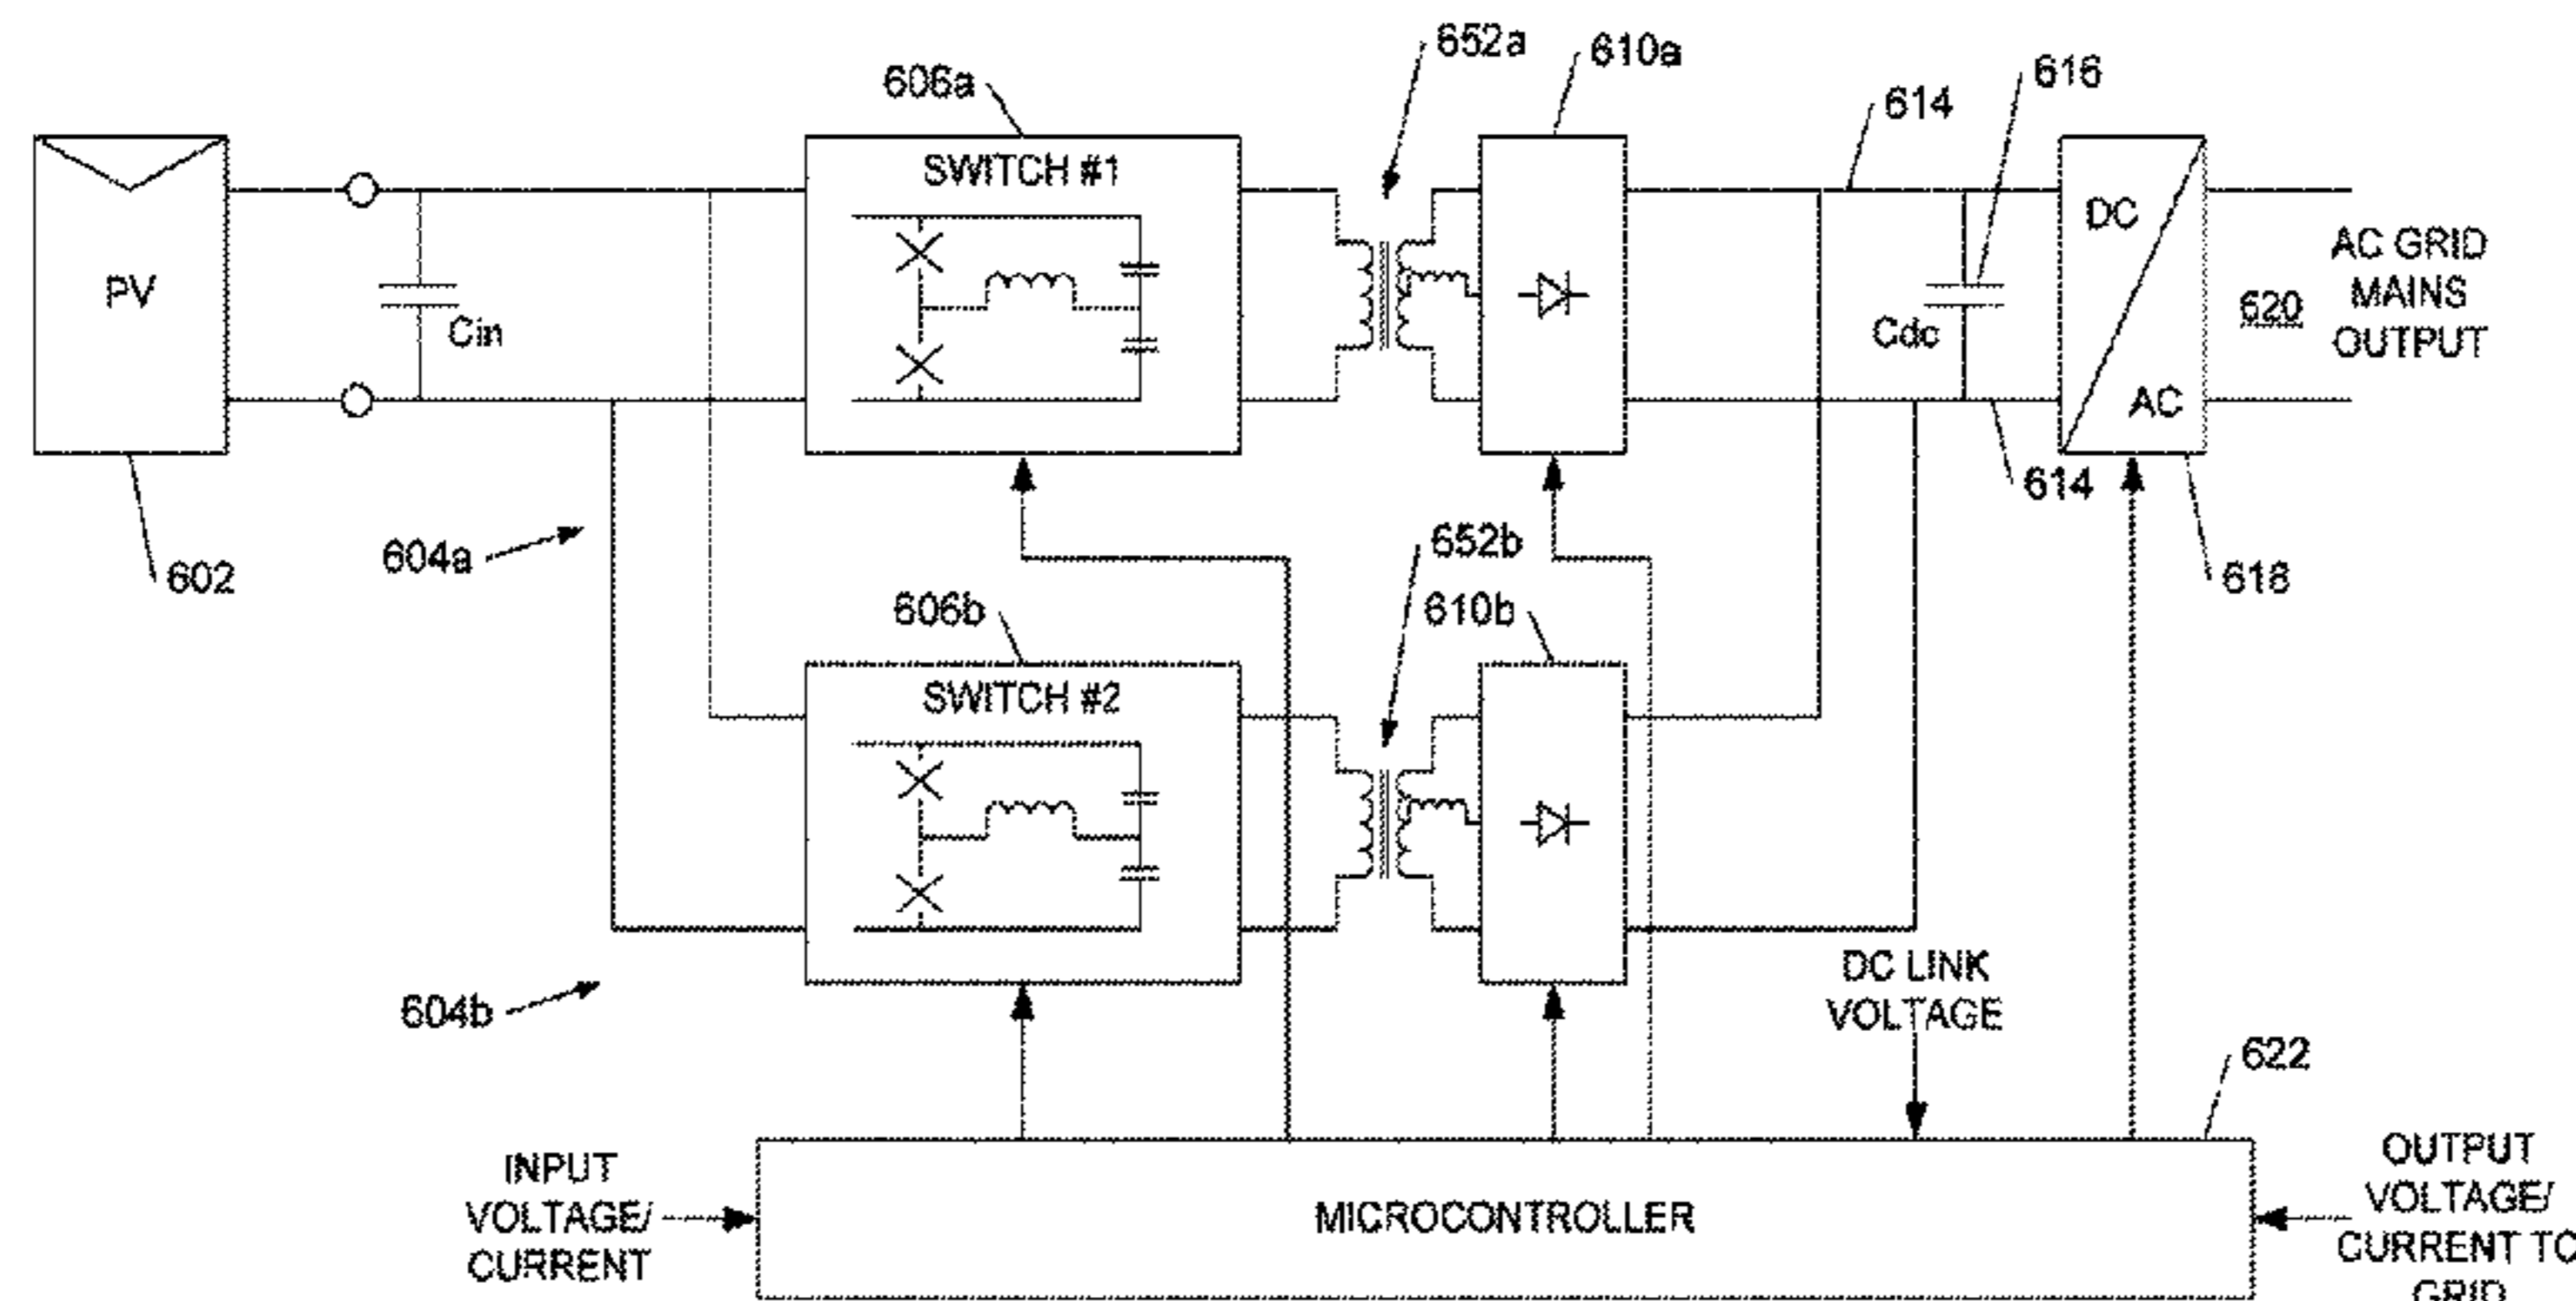 652a
610a
616
606a
614
SWITCH #1
PV
Cin
DC
AC
Cdc
620
AC GRID
MAINS
OUTPUT
614
618
602
604a
652b
606b
610b
SWITCH #2
604b
DC LINK
VOLTAGE
622
INPUT
VOLTAGE/
CURRENT
MICROCONTROLLER
OUTPUT
VOLTAGE/
CURRENT TO
GRID